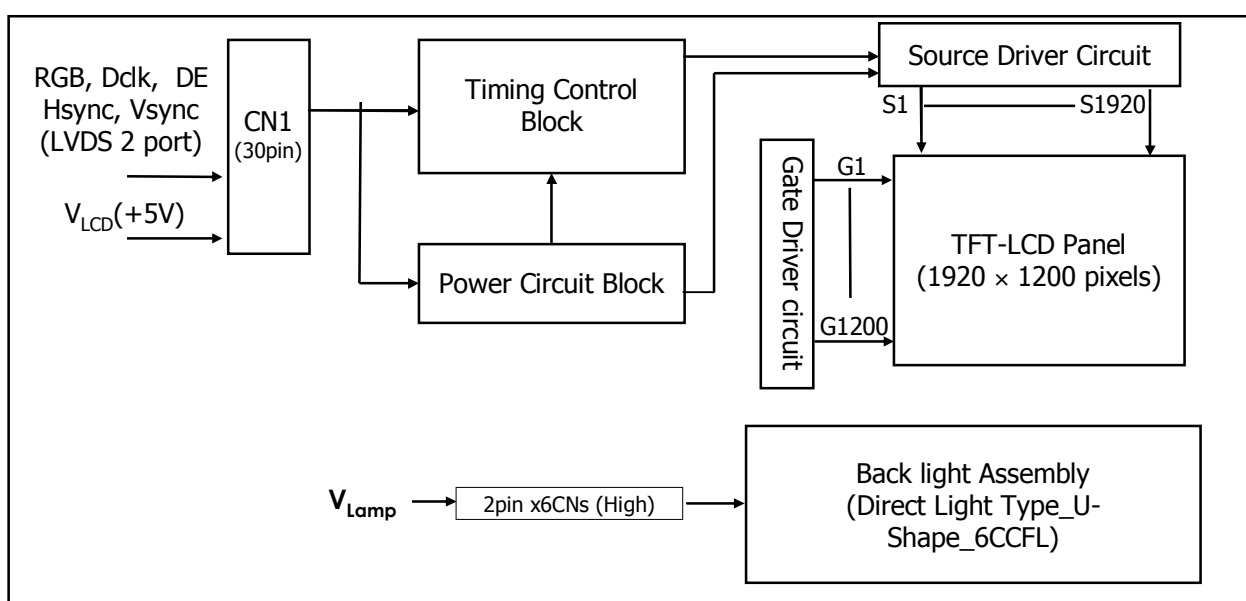 RGB, Dclk, DE
Hsync, Vsync
(LVDS 2 port)
V_LCD(+5V)
CN1
(30pin)
Timing Control
Block
Power Circuit Block
Source Driver Circuit
S1
S1920
Gate Driver circuit
G1
G1200
TFT-LCD Panel
(1920 × 1200 pixels)
V_Lamp
2pin x6CNs (High)
Back light Assembly
(Direct Light Type_U-
Shape_6CCFL)